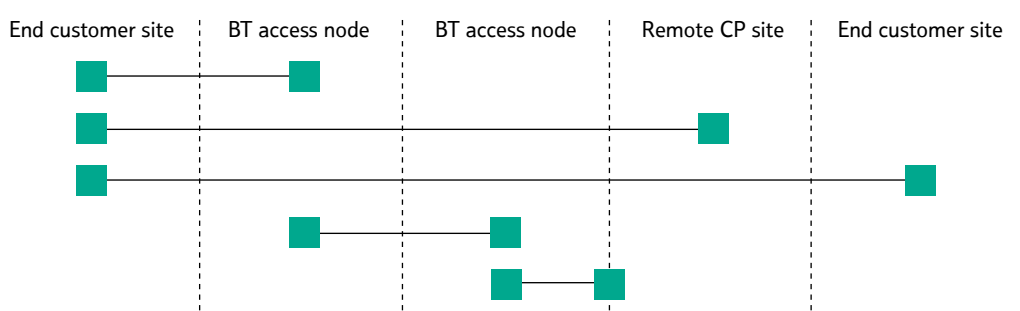 End customer site BT access node BT access node Remote CP site End customer site